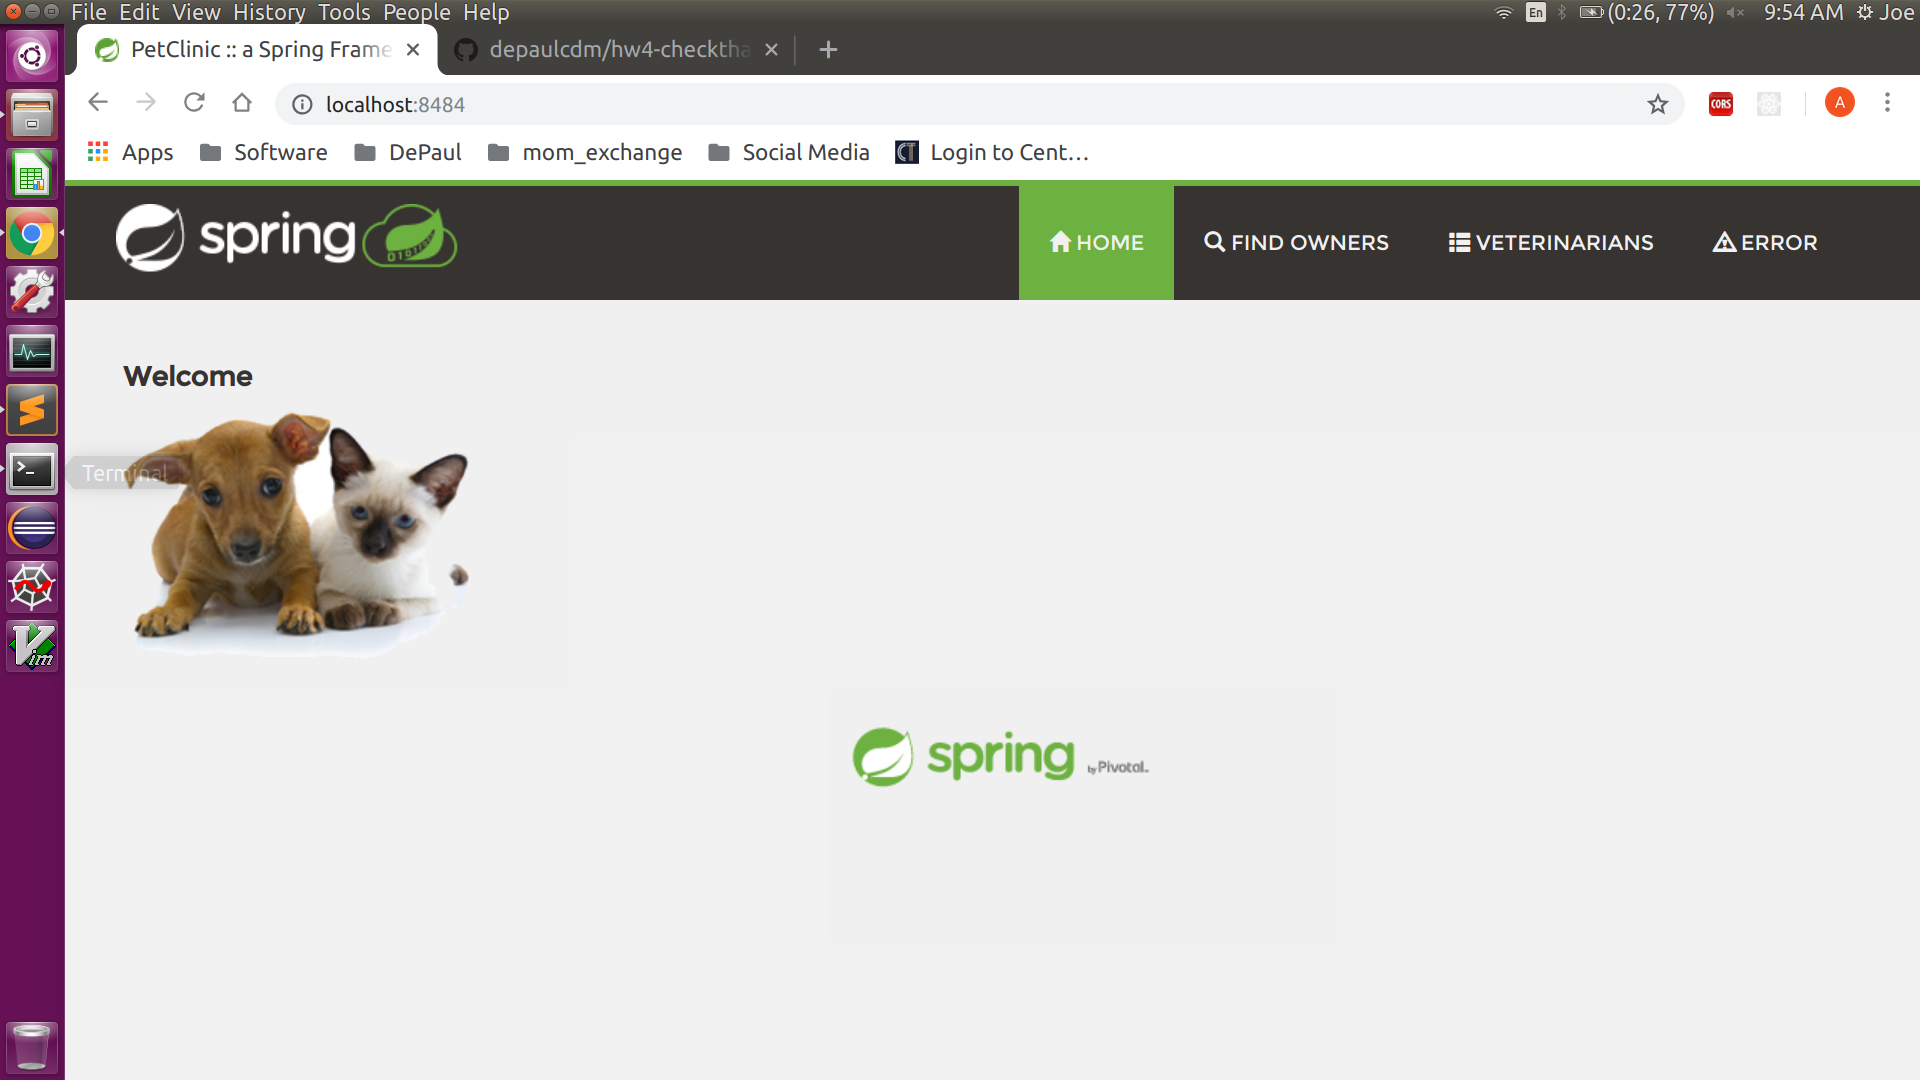 File Edit View History Tools People Help
En (0:26, 77%) 9:54 AM Joe
PetClinic :: a Spring Frame
depaulcdm/hw4-checktha
localhost:8484
CORS
A
Apps Software DePaul mom_exchange Social Media CT Login to Cent...
spring
HOME FIND OWNERS VETERINARIANS ERROR
Welcome
Terminal
Vim
spring by Pivotal